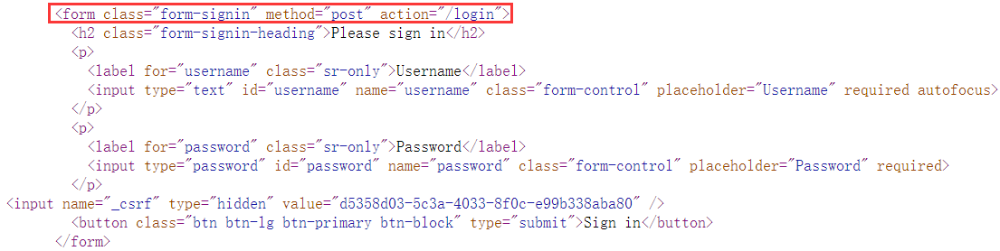 <form class="form-signin" method="post" action="/login">
<h2 class="form-signin-heading">Please sign in</h2>
<p>
<label for="username" class="sr-only">Username</label>
<input type="text" id="username" name="username" class="form-control" placeholder="Username" required autofocus>
</p>
<p>
<label for="password" class="sr-only">Password</label>
<input type="password" id="password" name="password" class="form-control" placeholder="Password" required>
</p>
<input name="_csrf" type="hidden" value="d5358d03-5c3a-4033-8f0c-e99b338aba80" />
<button class="btn btn-lg btn-primary btn-block" type="submit">Sign in</button>
</form>